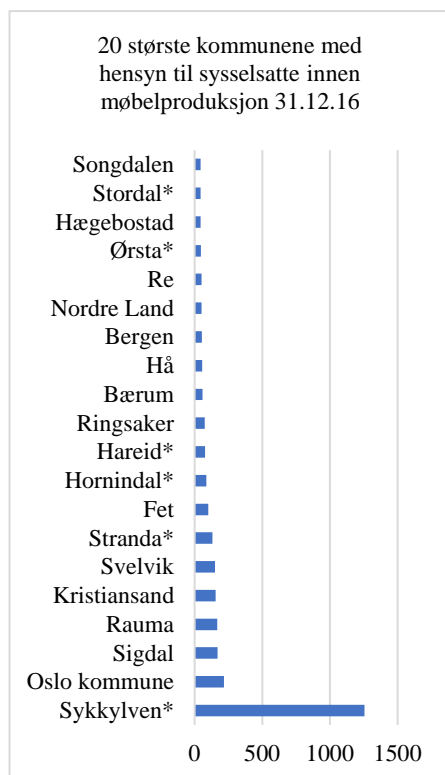 20 største kommunene med
hensyn til sysselsatte innen
møbelproduksjon 31.12.16
Songdalen
Stordal*
Hægebostad
Ørsta*
Re
Nordre Land
Bergen
Hå
Bærum
Ringsaker
Hareid*
Hornindal*
Fet
Stranda*
Svelvik
Kristiansand
Rauma
Sigdal
Oslo kommune
Sykkylven*
0 500 1000 1500